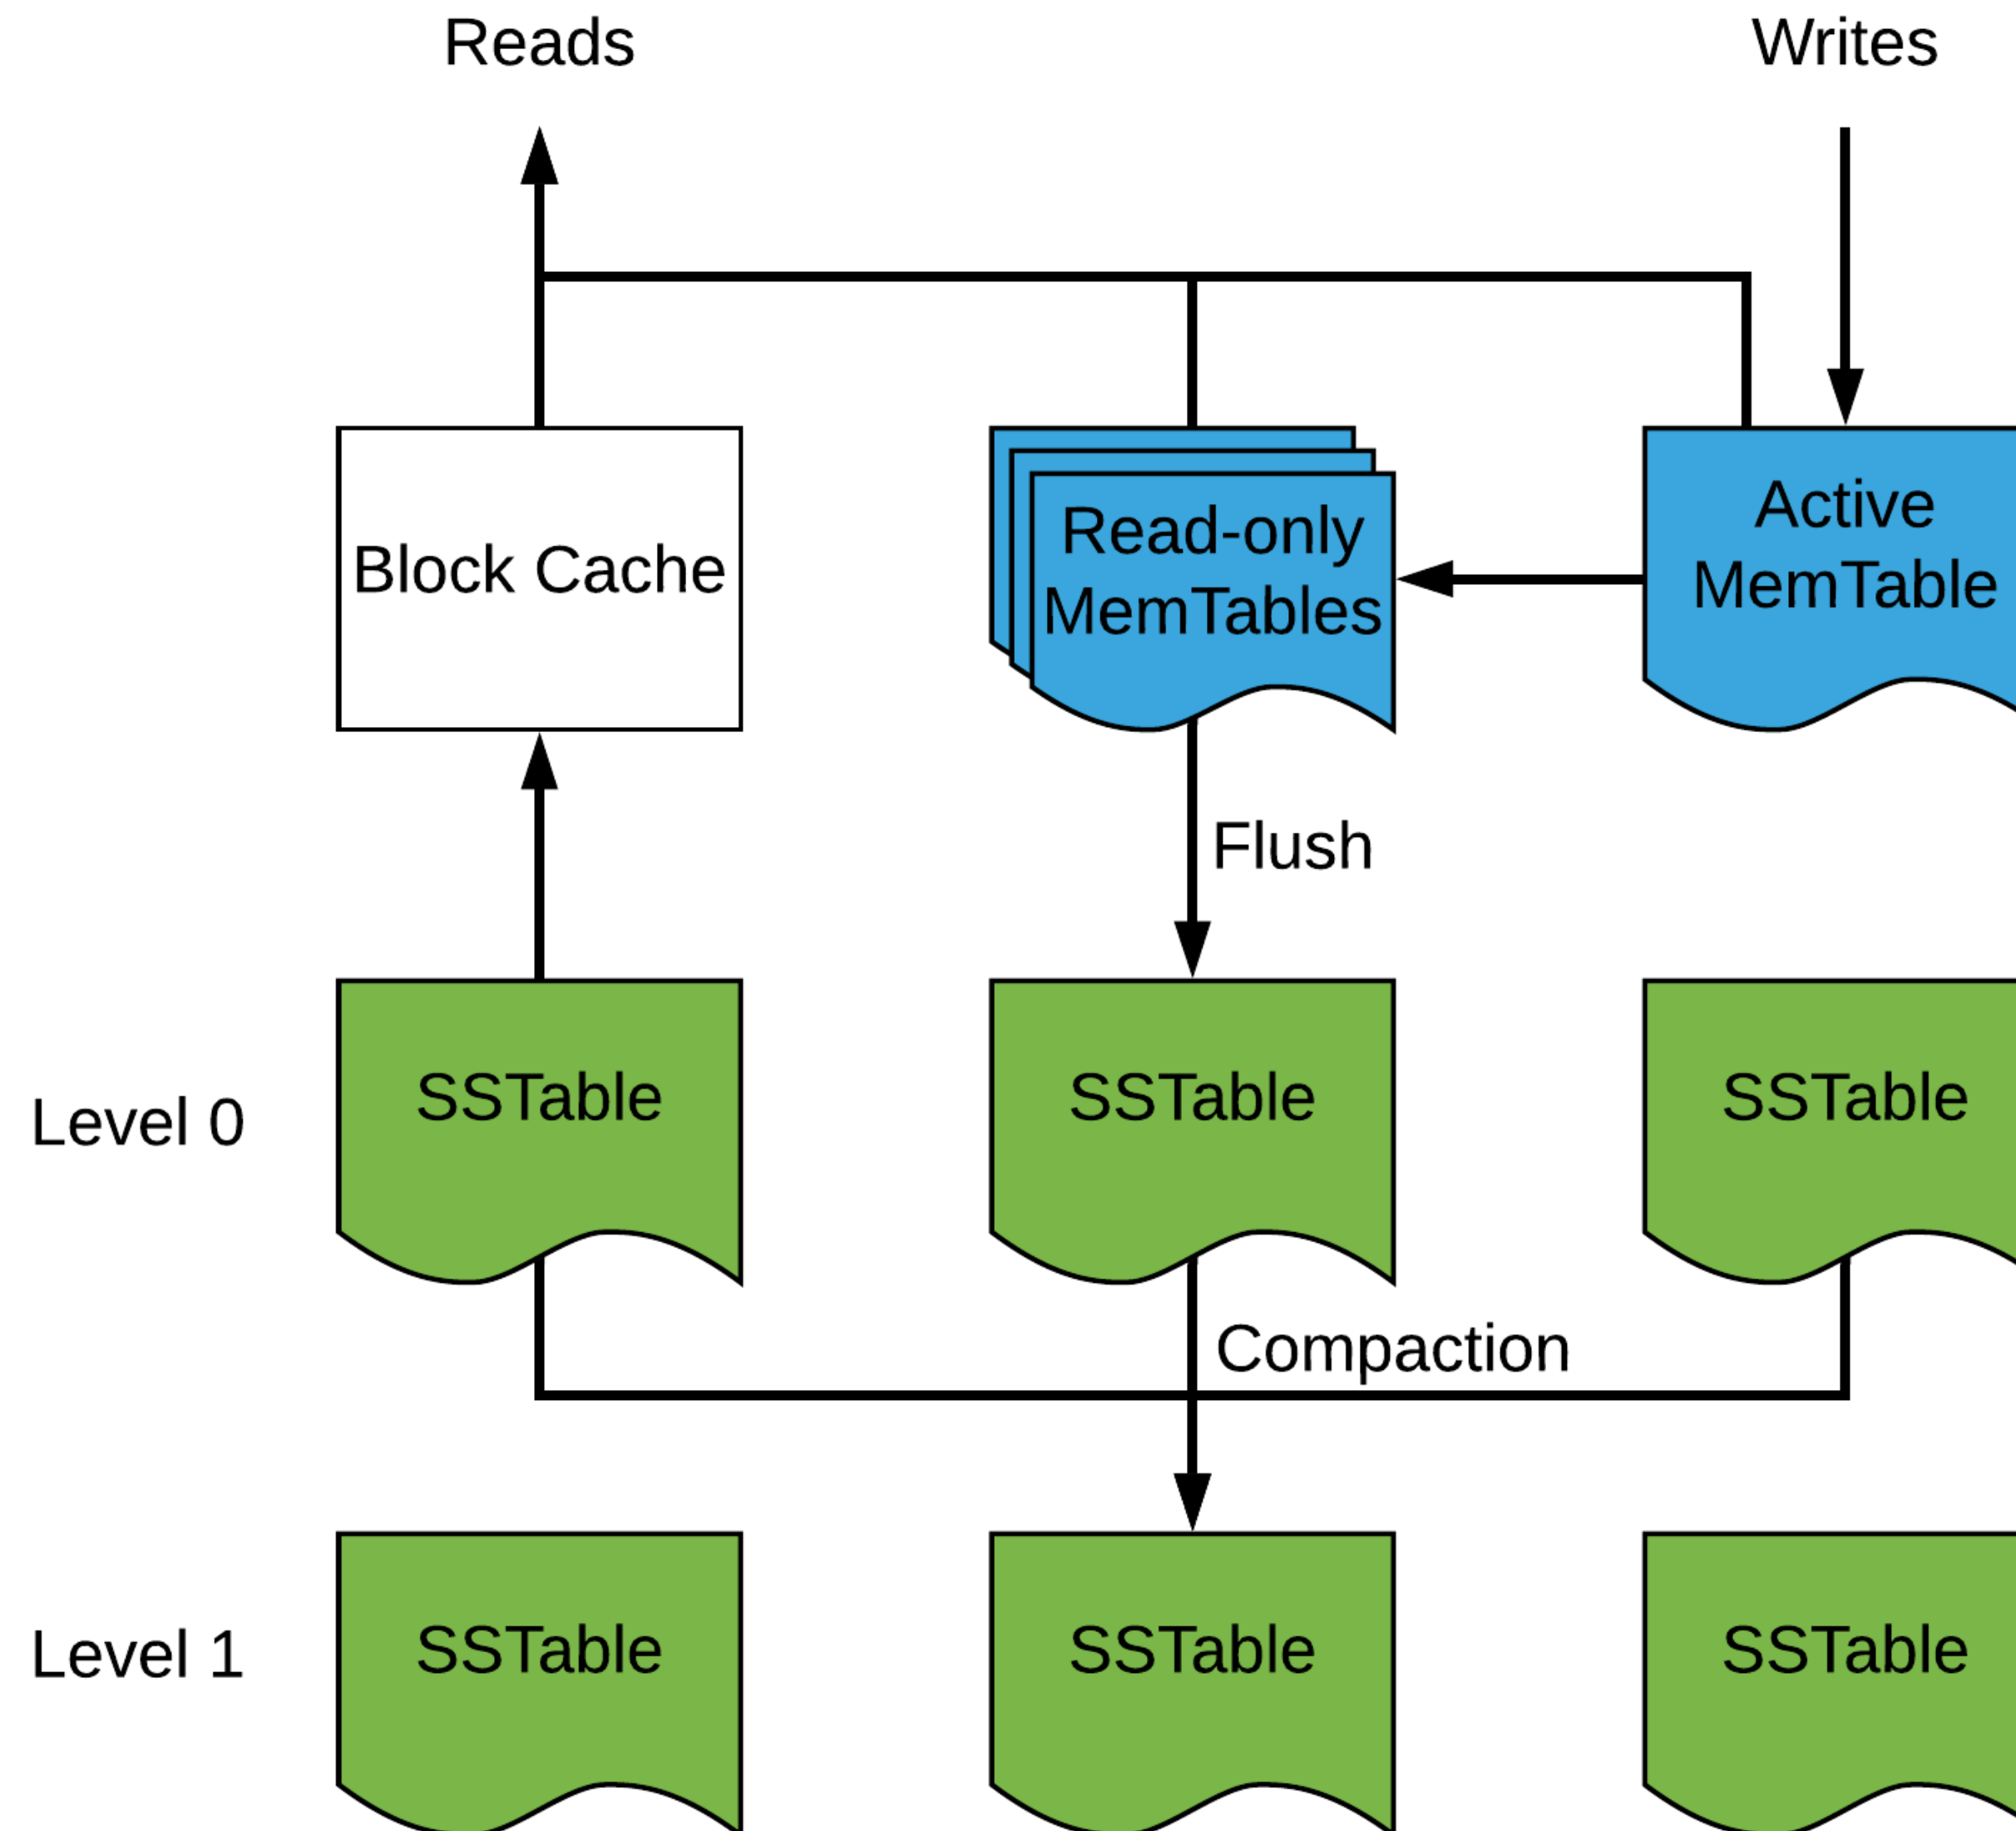 Reads
Writes
Block Cache
Read-only
MemTables
Active
MemTable
Flush
Level 0
SSTable
SSTable
SSTable
Compaction
Level 1
SSTable
SSTable
SSTable